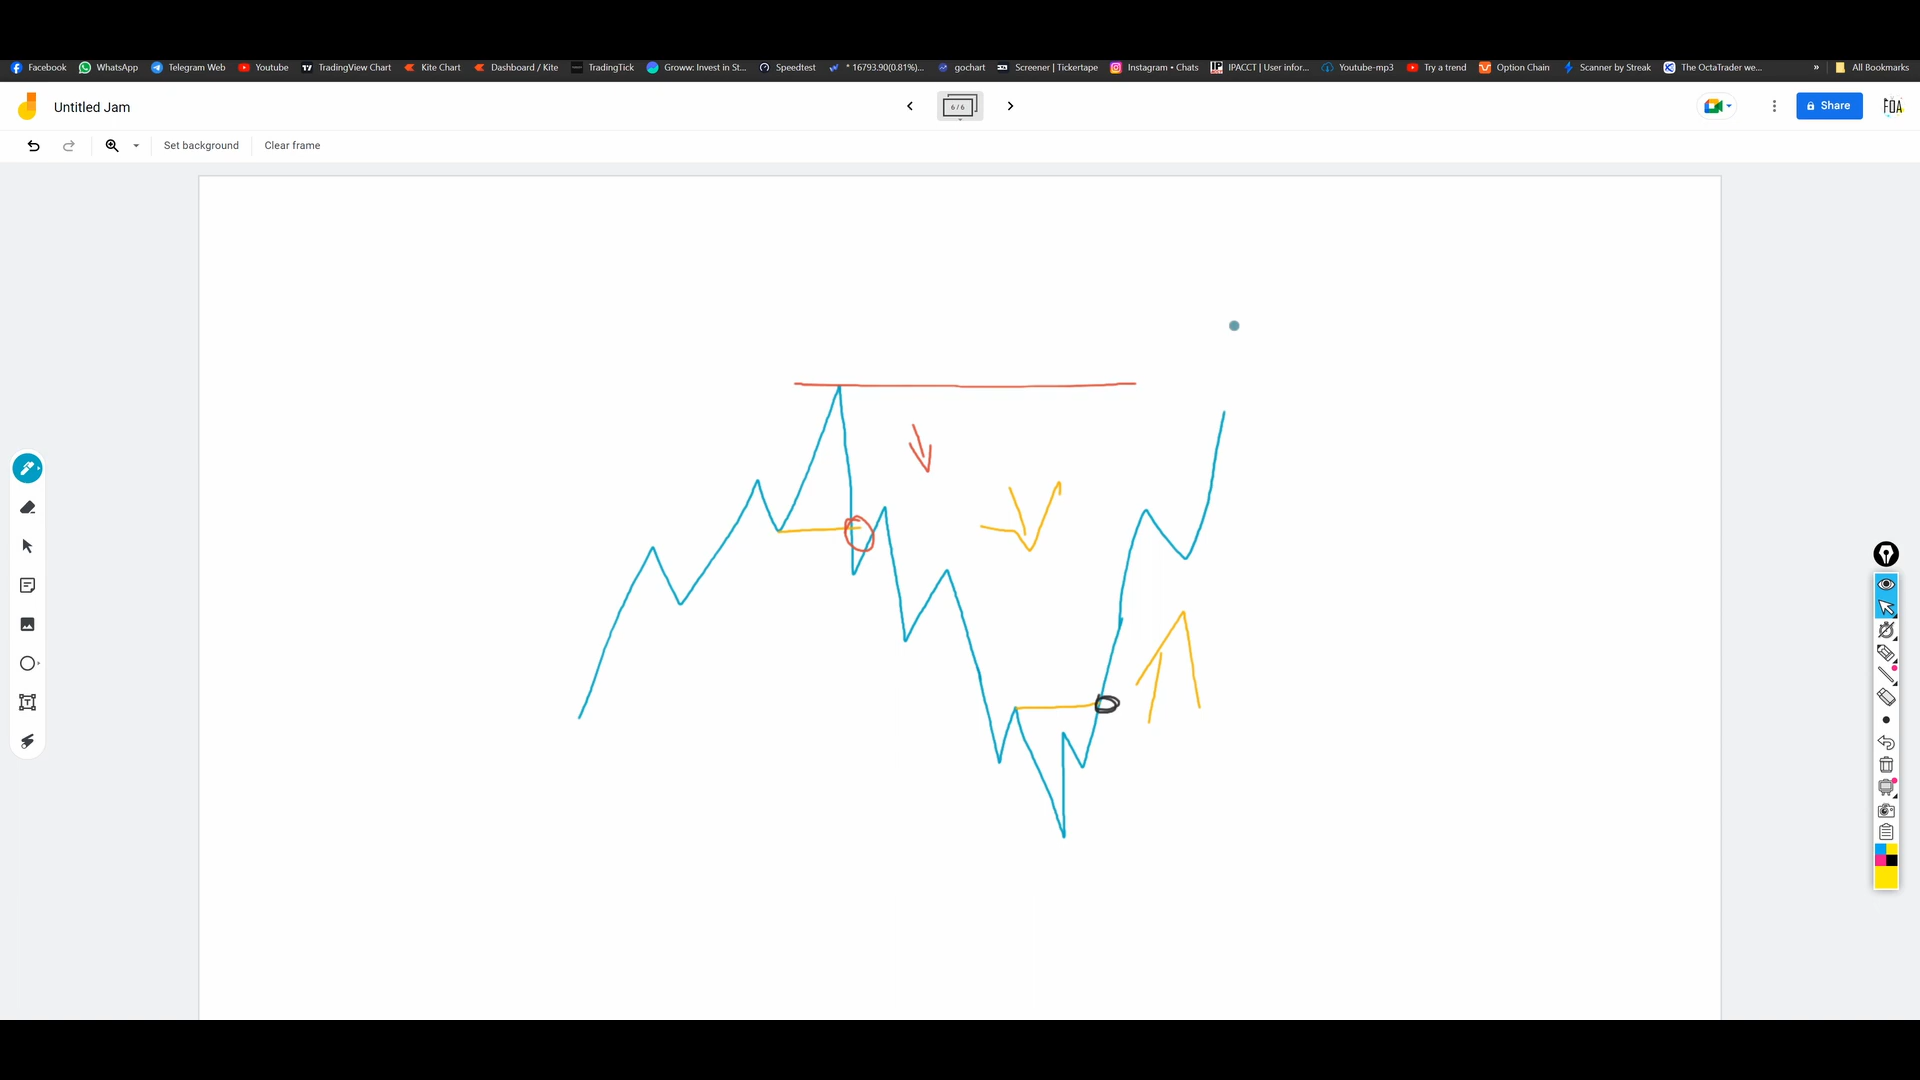 Facebook WhatsApp Telegram Web Youtube TradingView Chart Kite Chart Dashboard / Kite TradingTick Groww: Invest in St... Speedtest * 16793.90(0.81%)... gochart Screener | Tickertape Instagram • Chats IPACCT | User infor... Youtube-mp3 Try a trend Option Chain Scanner by Streak The OctaTrader we... » All Bookmarks
Untitled Jam 6 / 6 Share FOA
Set background Clear frame